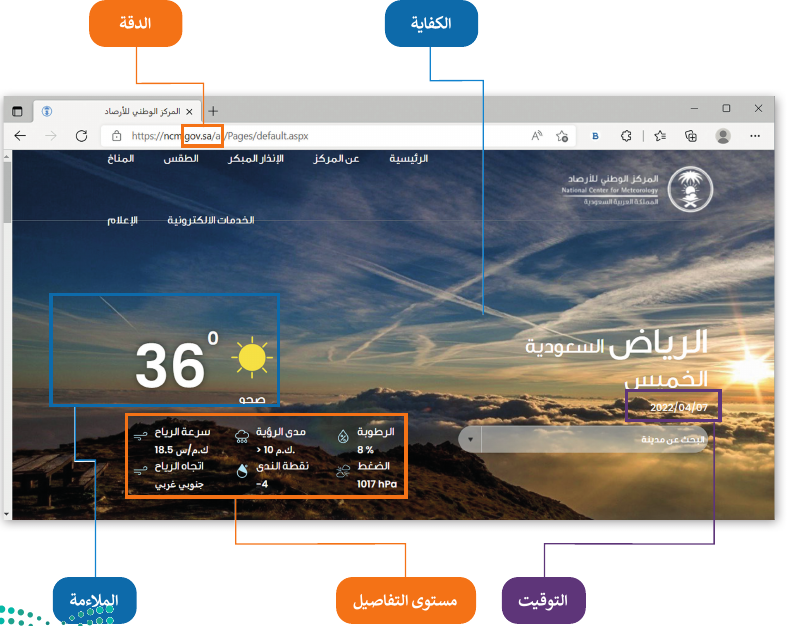 الكفاية
الدقة
المركز الوطني للأرصاد
https://ncm.gov.sa/ar/Pages/default.aspx
الرئيسية
عن المركز
الإنذار المبكر
الطقس
المناخ
الخدمات الالكترونية
الإعلام
المركز الوطني للأرصاد
National Center for Meteorology
المملكة العربية السعودية
الرياض السعودية
الخميس
2022/04/07
البحث عن مدينة
36°
صحو
الرطوبة
8 %
مدى الرؤية
> 10 ك.م.
سرعة الرياح
18.5 ك.م/س
الضغط
1017 hPa
نقطة الندى
-4
اتجاه الرياح
جنوبي غربي
التوقيت
مستوى التفاصيل
الملاءمة